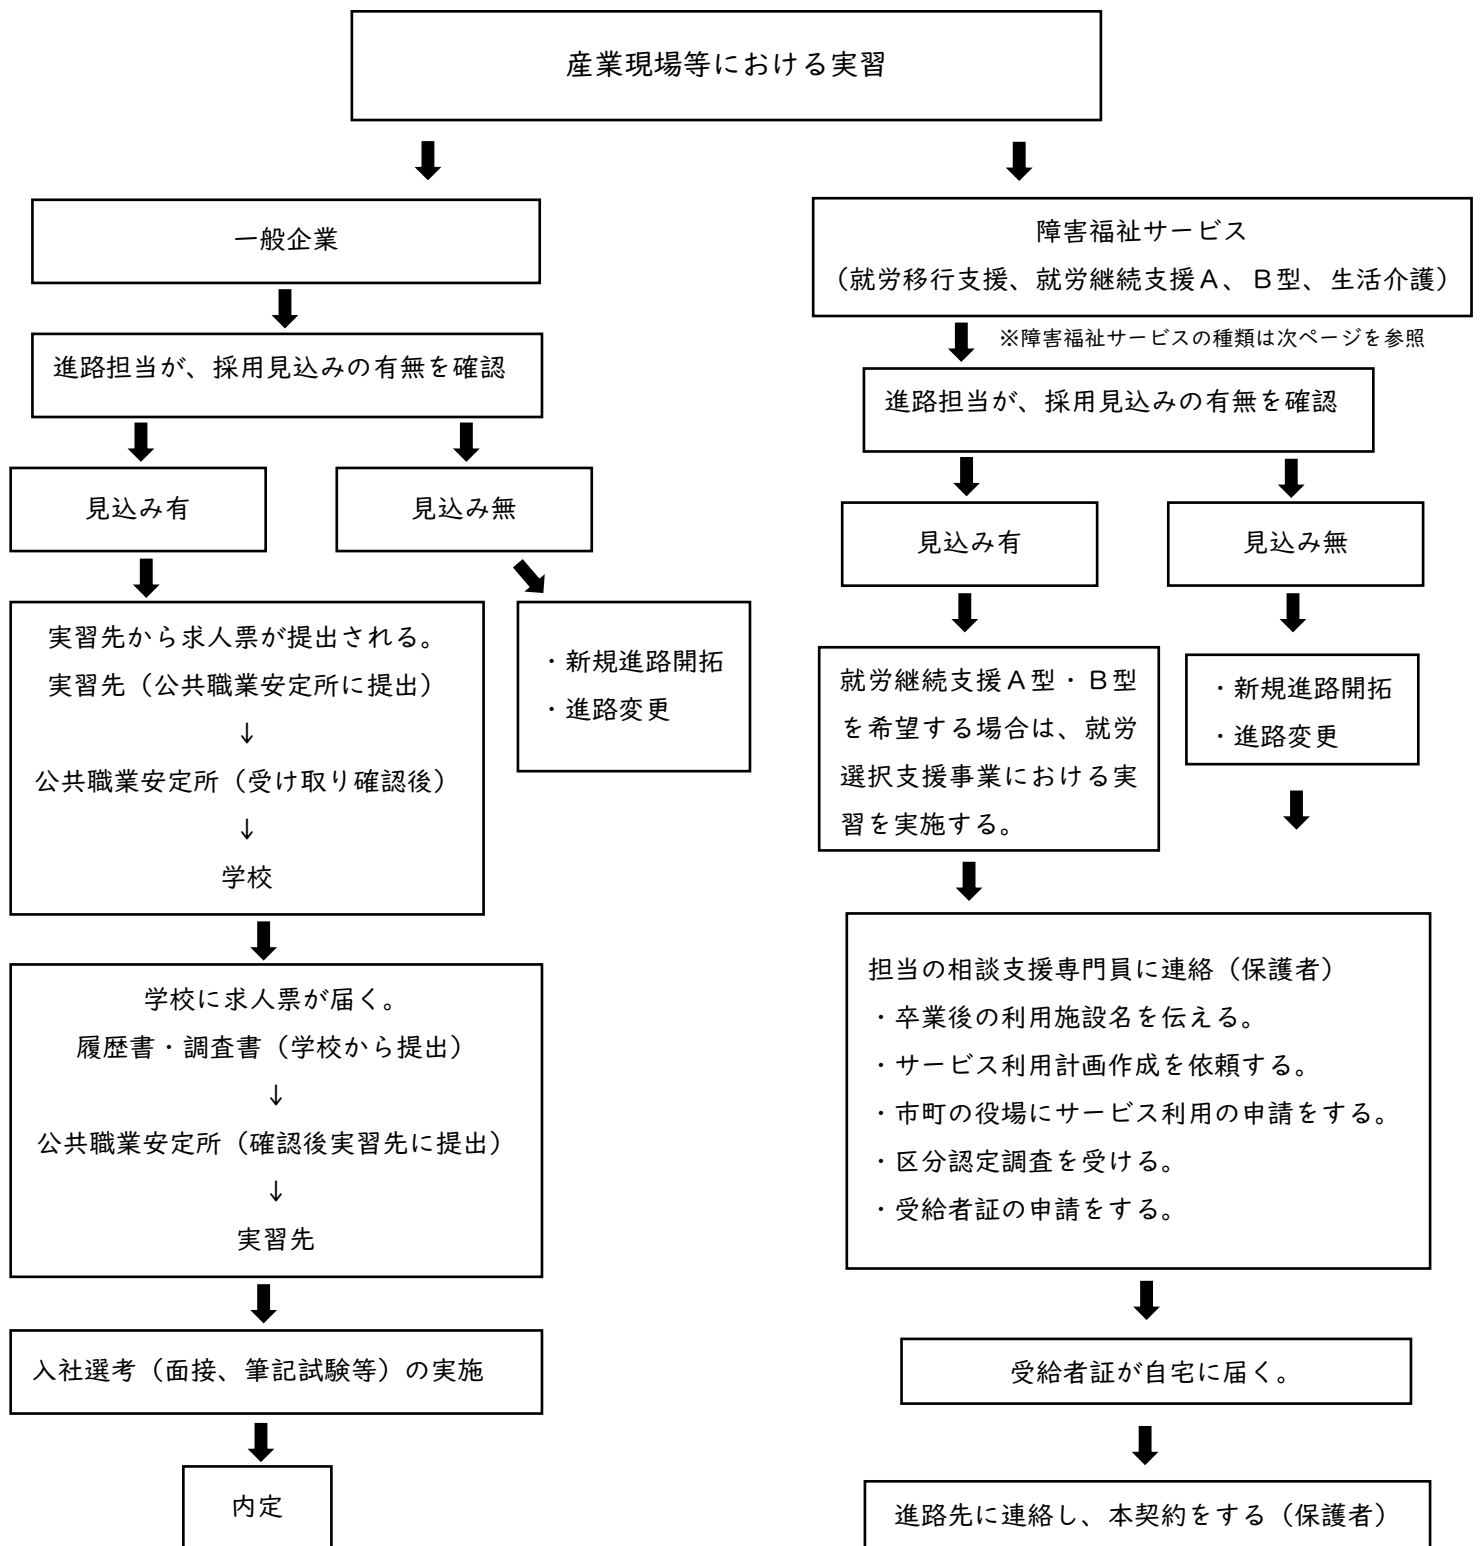 産業現場等における実習
一般企業
進路担当が、採用見込みの有無を確認
見込み有
見込み無
実習先から求人票が提出される。
実習先（公共職業安定所に提出）
↓
公共職業安定所（受け取り確認後）
↓
学校
・新規進路開拓
・進路変更
学校に求人票が届く。
履歴書・調査書（学校から提出）
↓
公共職業安定所（確認後実習先に提出）
↓
実習先
入社選考（面接、筆記試験等）の実施
内定
障害福祉サービス
（就労移行支援、就労継続支援Ａ、Ｂ型、生活介護）
※障害福祉サービスの種類は次ページを参照
進路担当が、採用見込みの有無を確認
見込み有
見込み無
就労継続支援Ａ型・Ｂ型
を希望する場合は、就労
選択支援事業における実
習を実施する。
・新規進路開拓
・進路変更
担当の相談支援専門員に連絡（保護者）
・卒業後の利用施設名を伝える。
・サービス利用計画作成を依頼する。
・市町の役場にサービス利用の申請をする。
・区分認定調査を受ける。
・受給者証の申請をする。
受給者証が自宅に届く。
進路先に連絡し、本契約をする（保護者）